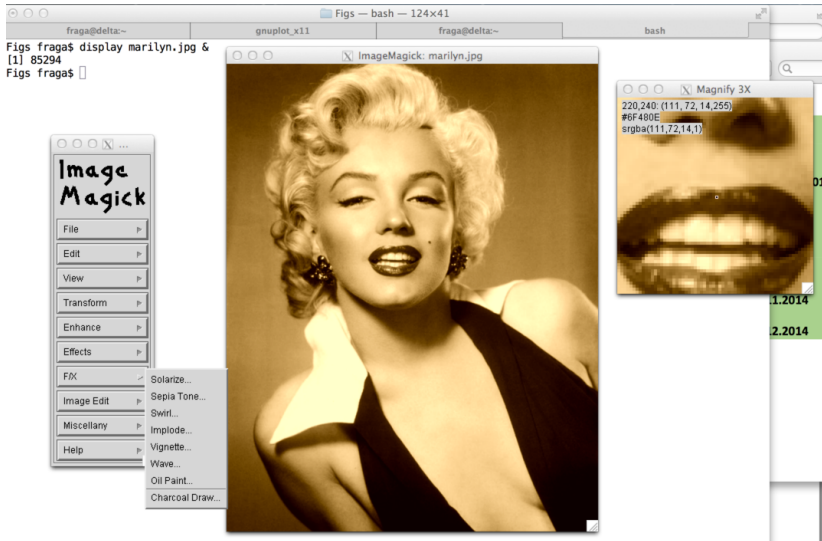 Figs — bash — 124×41
fraga@delta:~
gnuplot_x11
fraga@delta:~
bash
Figs fraga$ display marilyn.jpg &
[1] 85294
Figs fraga$
X ImageMagick: marilyn.jpg
X Magnify 3X
220,240: (111, 72, 14,255)
#6F480E
srgba(111,72,14,1)
X ...
Image
Magick
File
Edit
View
Transform
Enhance
Effects
F/X
Image Edit
Miscellany
Help
Solarize...
Sepia Tone...
Swirl...
Implode...
Vignette...
Wave...
Oil Paint...
Charcoal Draw...
01
1.2014
2.2014